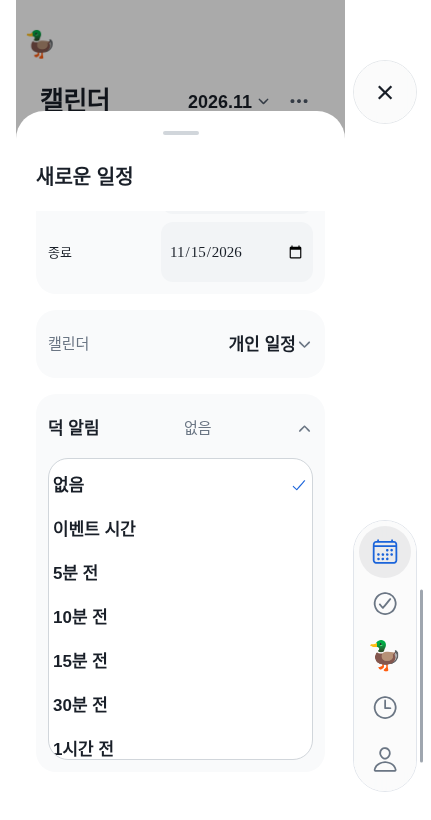 캘린더 2026.11
새로운 일정
종료 11/15/2026
캘린더 개인 일정
덕 알림 없음
없음
이벤트 시간
5분 전
10분 전
15분 전
30분 전
1시간 전